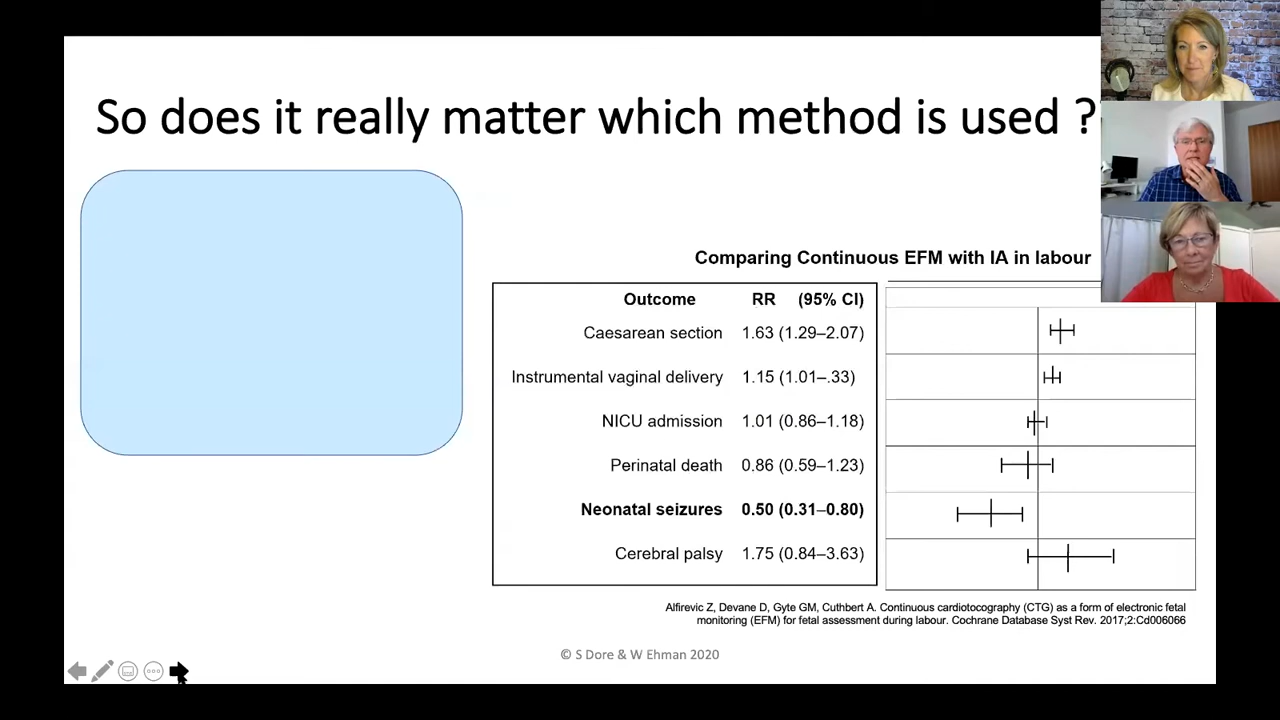 So does it really matter which method is used ?
Comparing Continuous EFM with IA in labour
Outcome RR (95% CI)
Caesarean section 1.63 (1.29–2.07)
Instrumental vaginal delivery 1.15 (1.01–.33)
NICU admission 1.01 (0.86–1.18)
Perinatal death 0.86 (0.59–1.23)
Neonatal seizures 0.50 (0.31–0.80)
Cerebral palsy 1.75 (0.84–3.63)
Alfirevic Z, Devane D, Gyte GM, Cuthbert A. Continuous cardiotocography (CTG) as a form of electronic fetal
monitoring (EFM) for fetal assessment during labour. Cochrane Database Syst Rev. 2017;2:Cd006066
© S Dore & W Ehman 2020